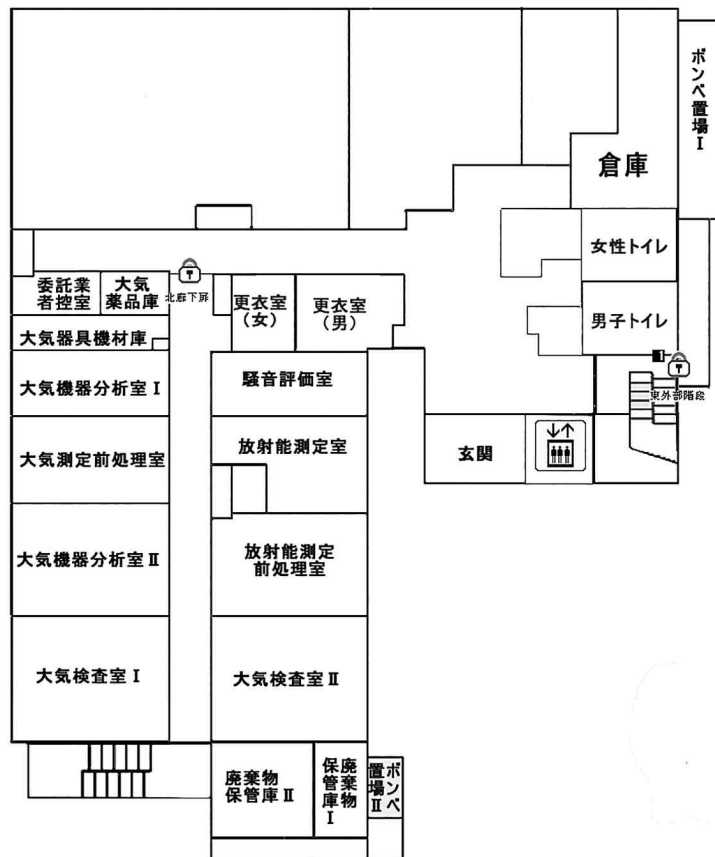 ボンベ置場Ⅰ
倉庫
女性トイレ
委託業
者控室
大気
薬品庫
北廊下扉
更衣室
（女）
更衣室
（男）
男子トイレ
大気器具機材庫
大気機器分析室Ⅰ
騒音評価室
東外部階段
大気測定前処理室
放射能測定室
玄関
大気機器分析室Ⅱ
放射能測定
前処理室
大気検査室Ⅰ
大気検査室Ⅱ
廃棄物
保管庫Ⅱ
廃棄物
保管庫Ⅰ
ボンベ
置場Ⅱ